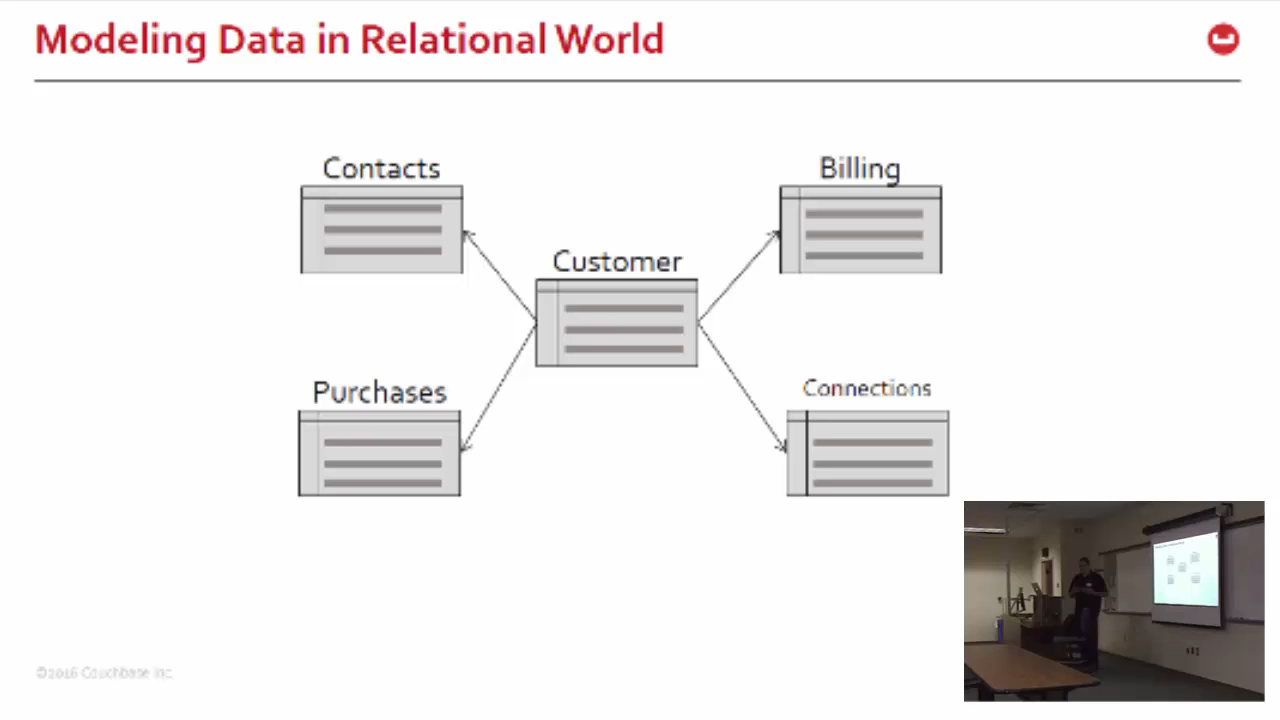 Modeling Data in Relational World
Contacts
Billing
Customer
Purchases
Connections
©2016 Couchbase Inc.